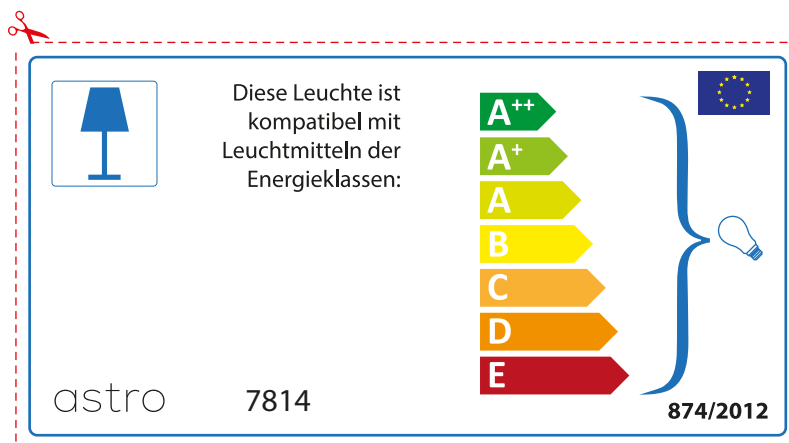 Diese Leuchte ist
kompatibel mit
Leuchtmitteln der
Energieklassen:
A++
A+
A
B
C
D
E
astro 7814
874/2012